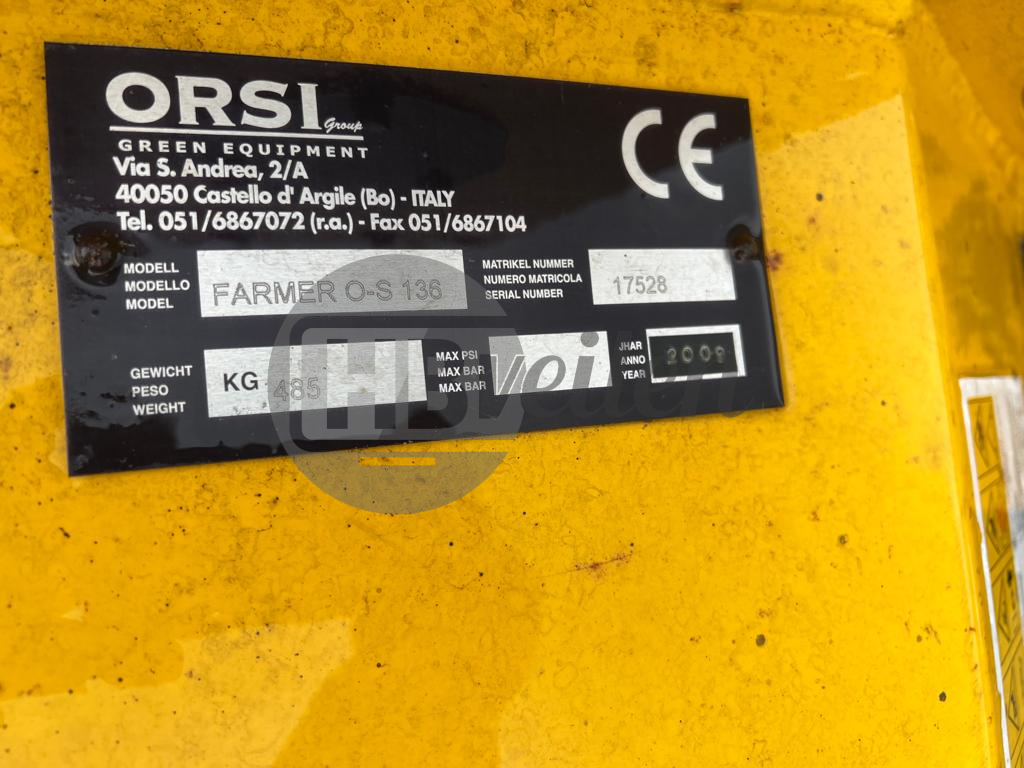 ORSI Group
GREEN EQUIPMENT
Via S. Andrea, 2/A
40050 Castello d' Argile (Bo) - ITALY
Tel. 051/6867072 (r.a.) - Fax 051/6867104
CE
MODELL
MODELLO
MODEL
FARMER O-S 136
MATRIKEL NUMMER
NUMERO MATRICOLA
SERIAL NUMBER
17528
GEWICHT
PESO
WEIGHT
KG 485
MAX PSI
MAX BAR
MAX BAR
JHAR
ANNO
YEAR
2009